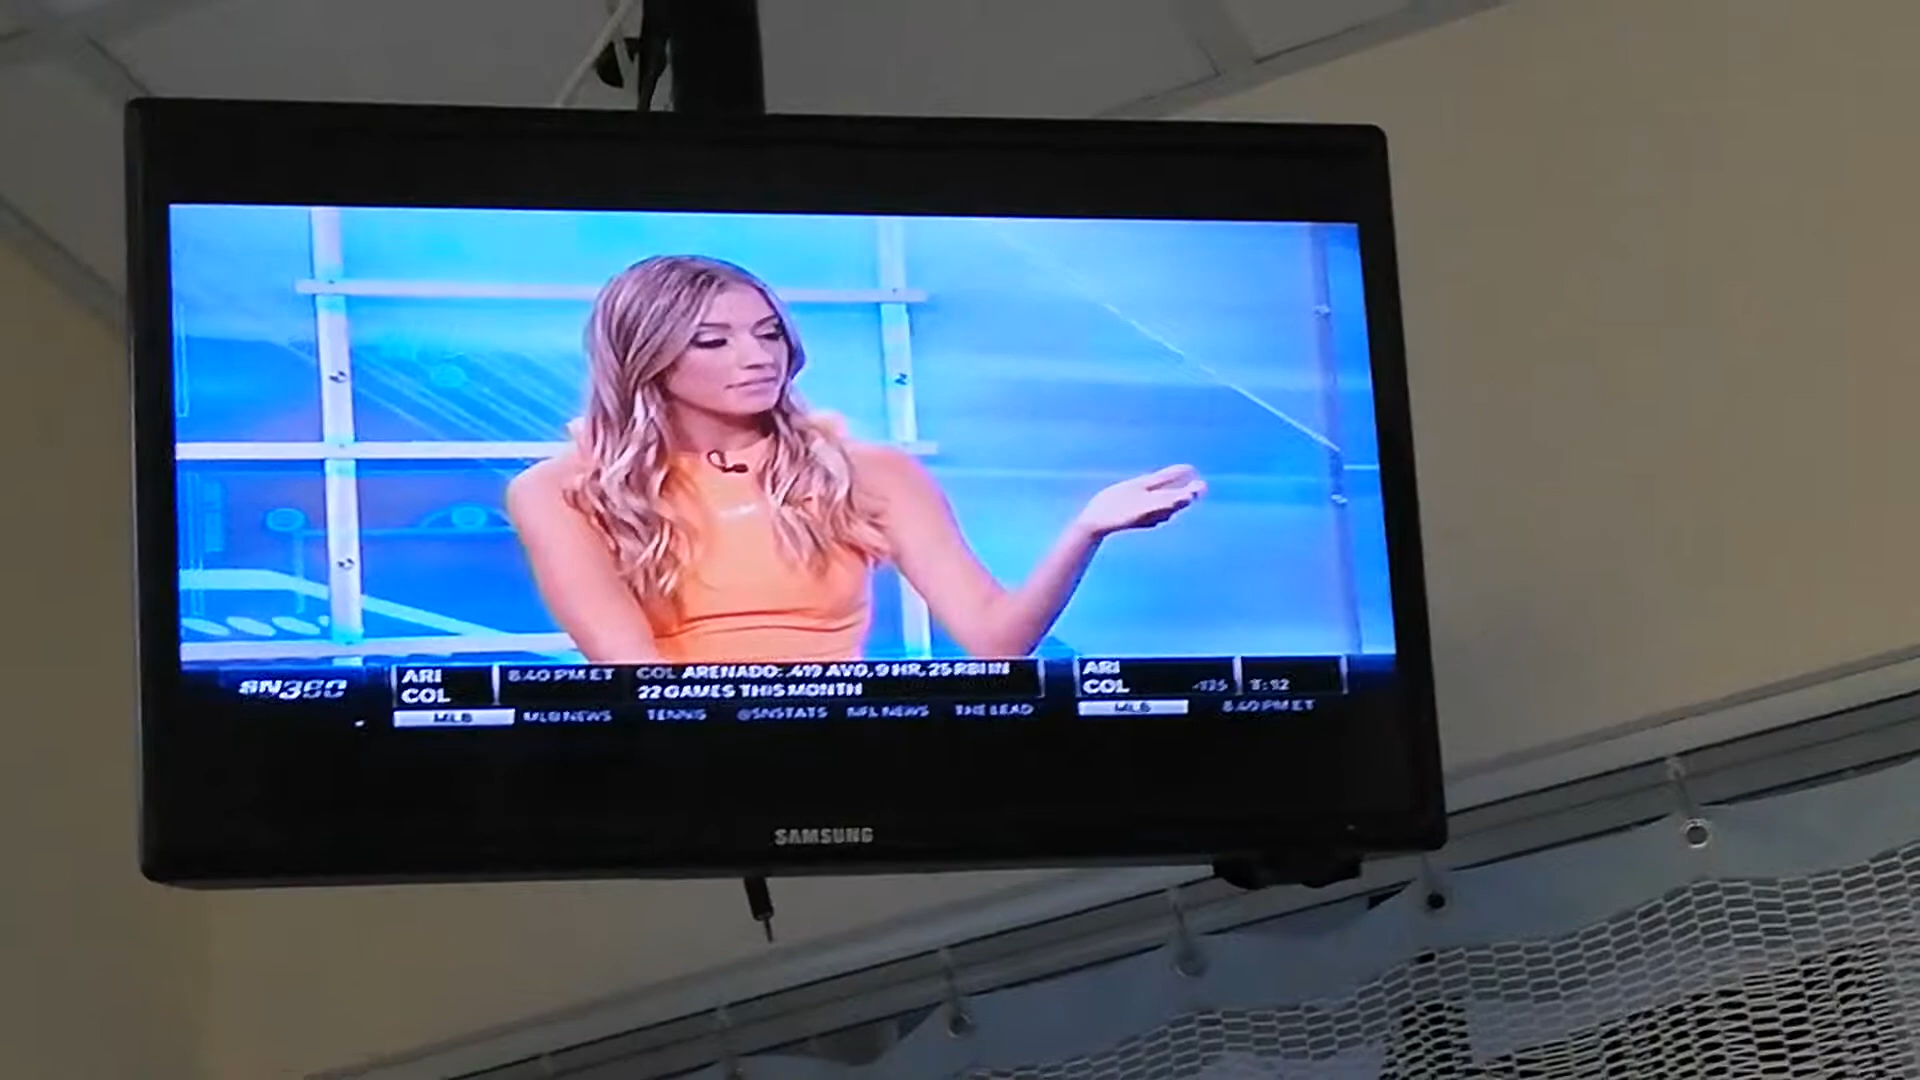 SN360
ARI
COL
8:40 PM ET
COL ARENADO: .419 AVG, 9 HR, 25 RBI IN
22 GAMES THIS MONTH
ARI
COL -135 T:12
MLB MLB NEWS TENNIS @SNSTATS NFL NEWS THE LEAD
MLB 8:40 PM ET
SAMSUNG